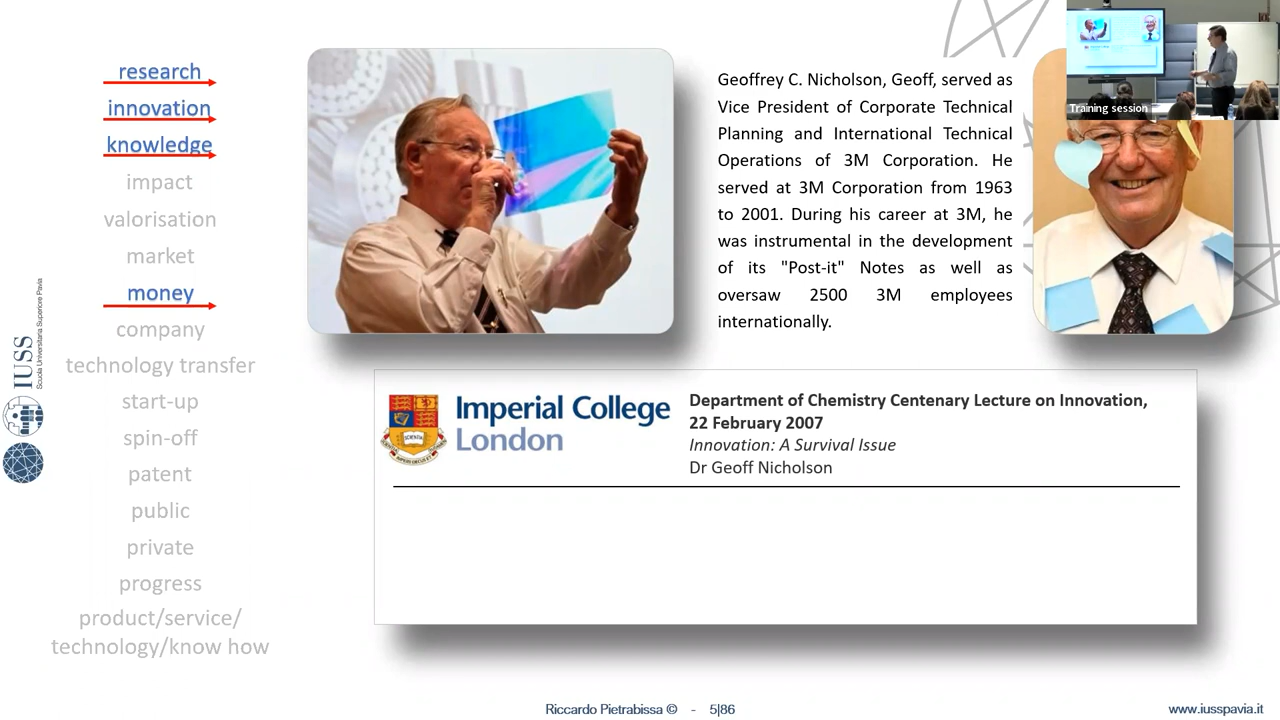 research
innovation
knowledge
impact
valorisation
market
money
company
technology transfer
start-up
spin-off
patent
public
private
progress
product/service/
technology/know how
IUSS
Scuola Universitaria Superiore Pavia
Geoffrey C. Nicholson, Geoff, served as
Vice President of Corporate Technical
Planning and International Technical
Operations of 3M Corporation. He
served at 3M Corporation from 1963
to 2001. During his career at 3M, he
was instrumental in the development
of its "Post-it" Notes as well as
oversaw 2500 3M employees
internationally.
Training session
Imperial College
London
Department of Chemistry Centenary Lecture on Innovation,
22 February 2007
Innovation: A Survival Issue
Dr Geoff Nicholson
Riccardo Pietrabissa © - 5|86
www.iusspavia.it